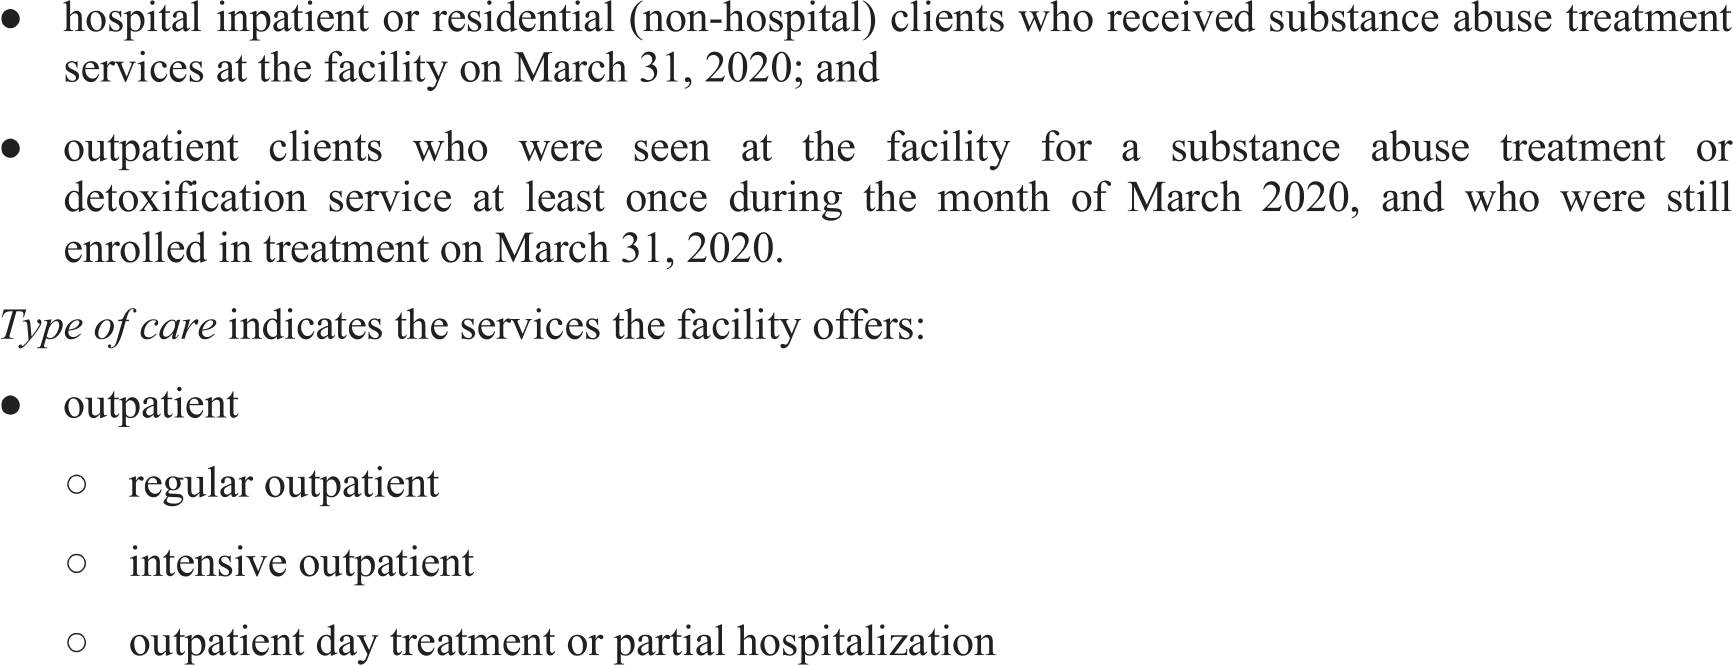 ● hospital inpatient or residential (non-hospital) clients who received substance abuse treatment
services at the facility on March 31, 2020; and
● outpatient clients who were seen at the facility for a substance abuse treatment or
detoxification service at least once during the month of March 2020, and who were still
enrolled in treatment on March 31, 2020.
Type of care indicates the services the facility offers:
● outpatient
○ regular outpatient
○ intensive outpatient
○ outpatient day treatment or partial hospitalization